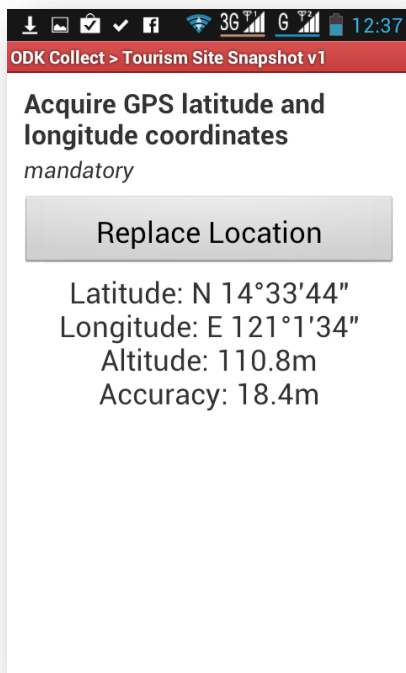 3G G 12:37
ODK Collect > Tourism Site Snapshot v1
Acquire GPS latitude and
longitude coordinates
mandatory
Replace Location
Latitude: N 14°33'44"
Longitude: E 121°1'34"
Altitude: 110.8m
Accuracy: 18.4m